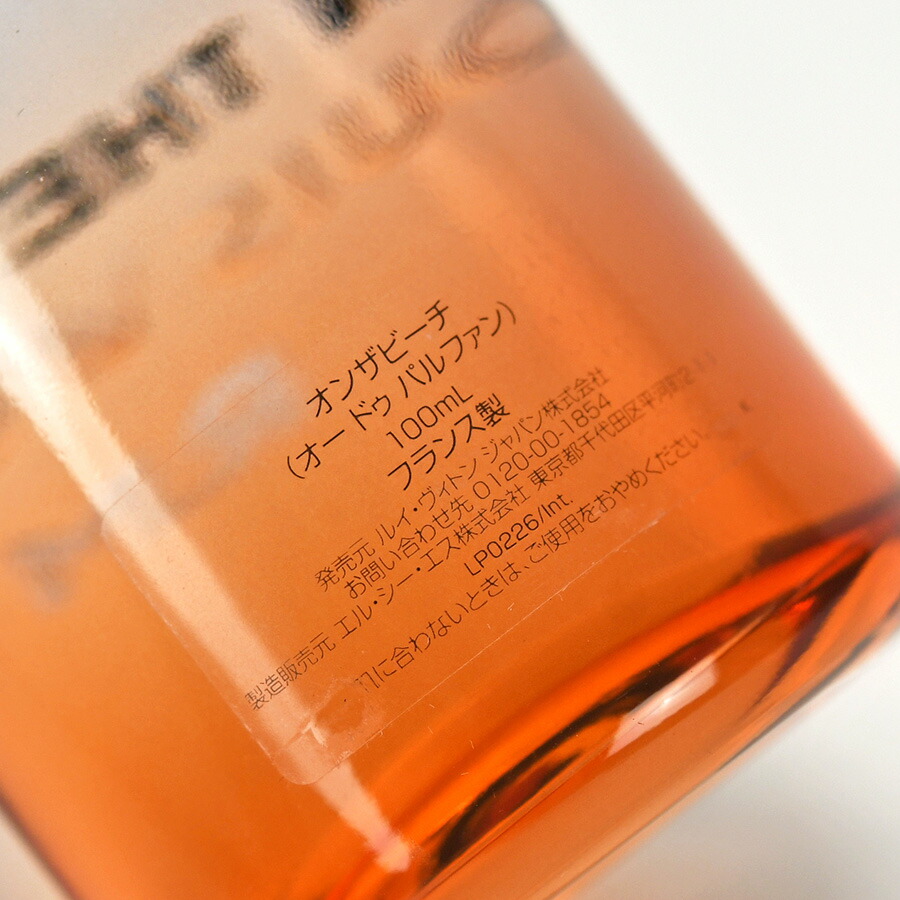 オンザビーチ
(オー ドゥ パルファン)
100mL
フランス製
発売元 ルイ・ヴィトン ジャパン株式会社
お問い合わせ先 0120-00-1854
製造販売元 エル・シー・エス株式会社 東京都千代田区平河町2
LP0226/Int.
肌に合わないときは、ご使用をおやめください。